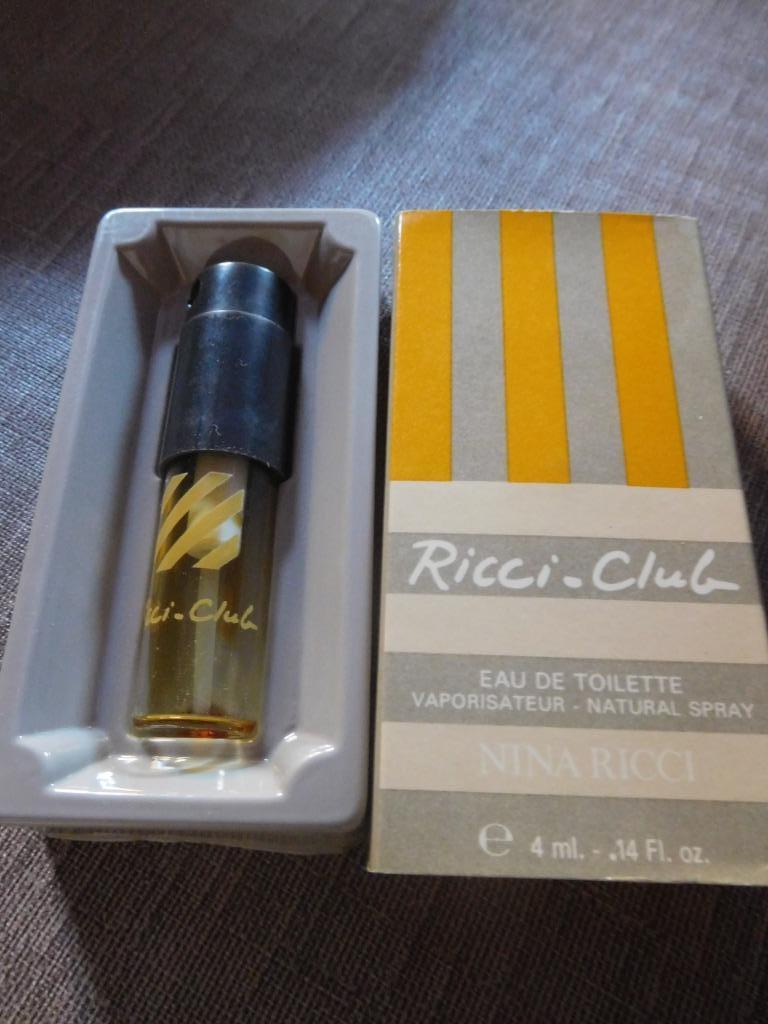 cci-Club
Ricci-Club
EAU DE TOILETTE
VAPORISATEUR - NATURAL SPRAY
NINA RICCI
e 4 ml. - .14 Fl. oz.